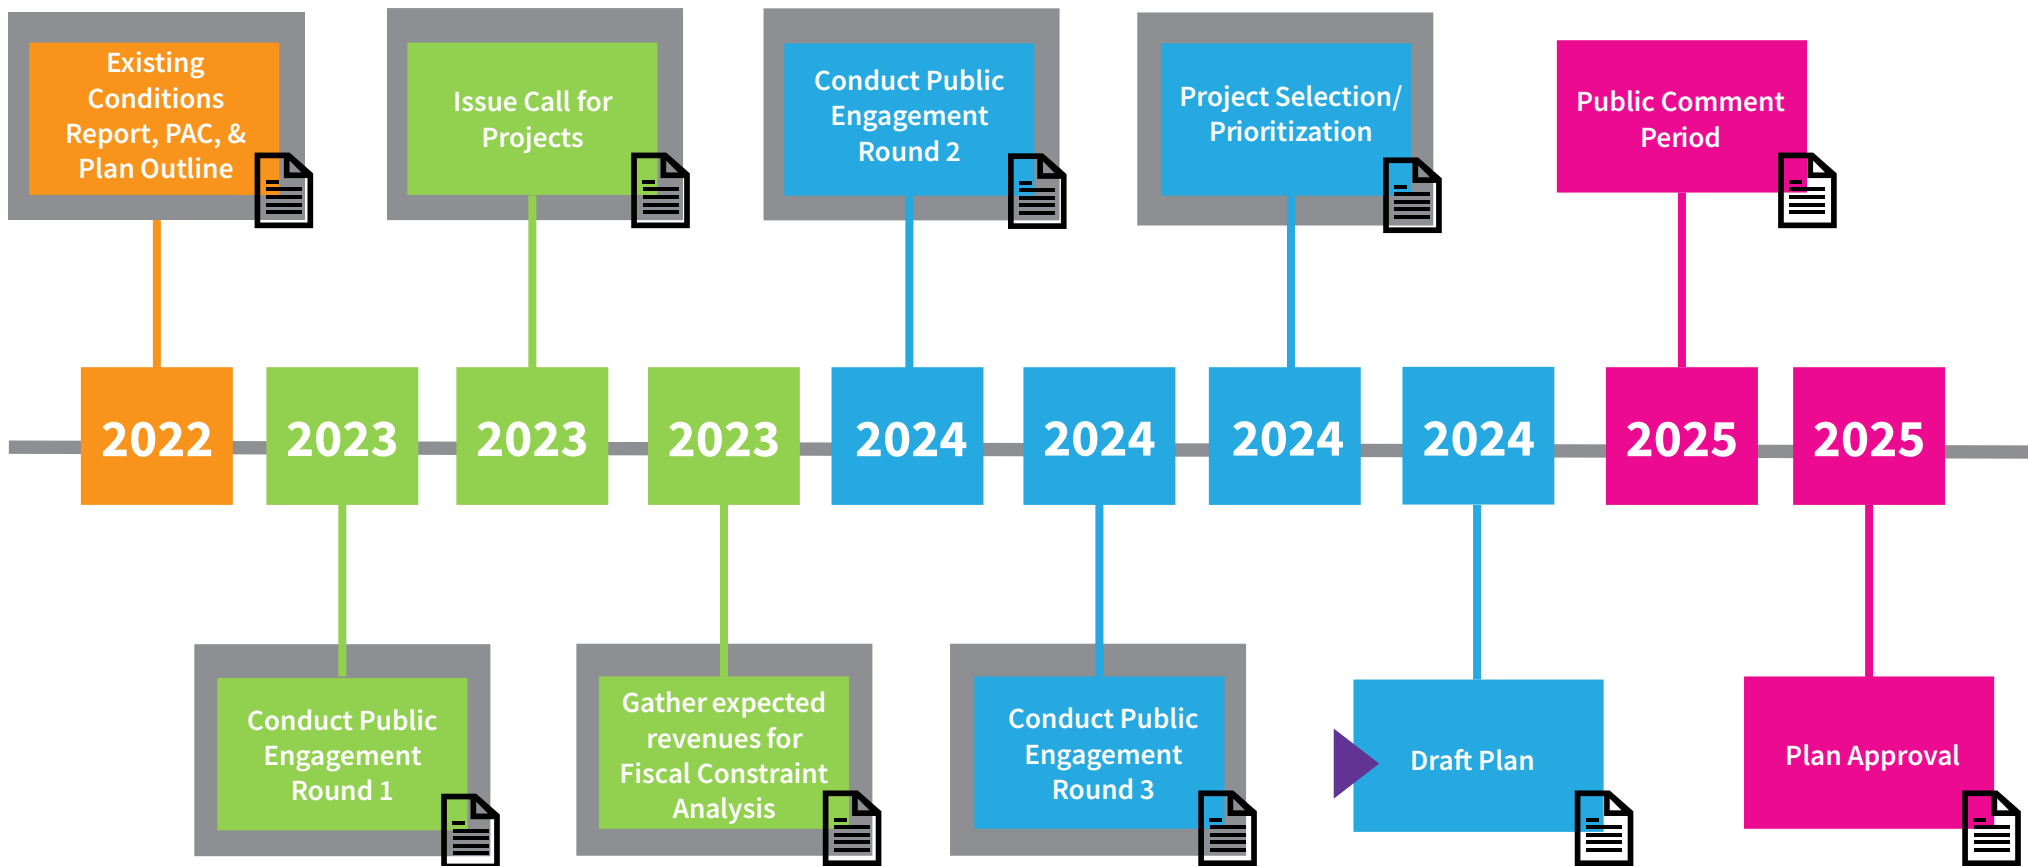 Existing
Conditions
Report, PAC, &
Plan Outline
Issue Call for
Projects
Conduct Public
Engagement
Round 2
Project Selection/
Prioritization
Public Comment
Period
2022
2023
2023
2023
2024
2024
2024
2024
2025
2025
Conduct Public
Engagement
Round 1
Gather expected
revenues for
Fiscal Constraint
Analysis
Conduct Public
Engagement
Round 3
Draft Plan
Plan Approval